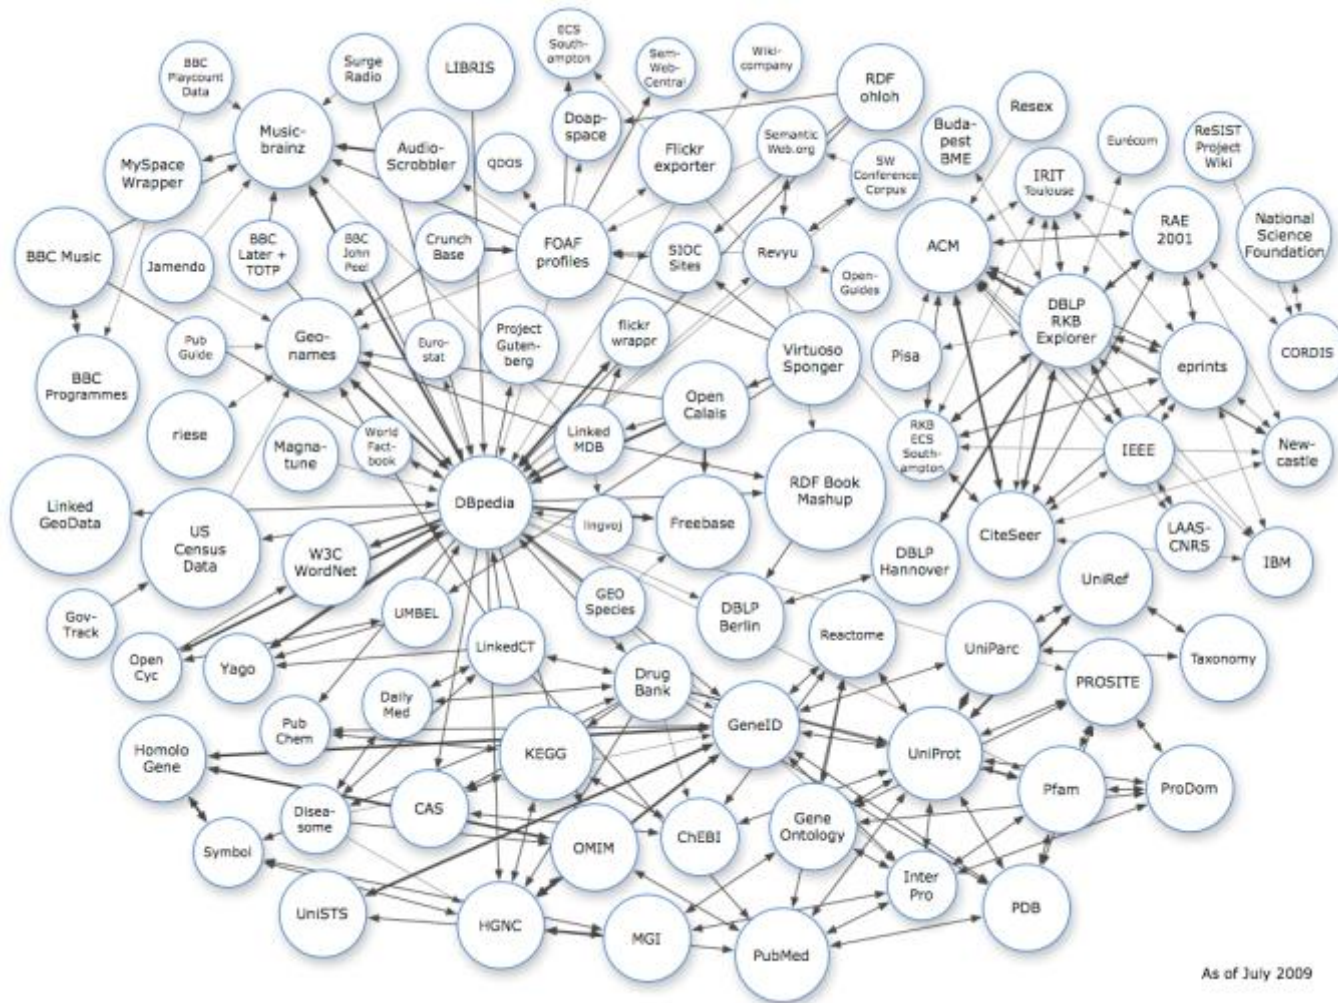 BBC
Playcount
Data
Surge
Radio
LIBRIS
ECS
South-
ampton
Sem-
Web-
Central
Wiki-
company
RDF
ohloh
Resex
Music-
brainz
Audio-
Scrobbler
QDOS
Doap-
space
Flickr
exporter
Semantic
Web.org
SW
Conference
Corpus
Buda-
pest
BME
IRIT
Toulouse
Eurécom
ReSIST
Project
Wiki
MySpace
Wrapper
BBC Music
Jamendo
BBC
Later +
TOTP
BBC
John
Peel
Crunch
Base
FOAF
profiles
SIOC
Sites
Revyu
Open-
Guides
ACM
RAE
2001
National
Science
Foundation
BBC
Programmes
Pub
Guide
Geo-
names
Euro-
stat
Project
Guten-
berg
flickr
wrappr
Virtuoso
Sponger
Pisa
DBLP
RKB
Explorer
eprints
CORDIS
riese
Magna-
tune
World
Fact-
book
Linked
MDB
Open
Calais
RKB
ECS
South-
ampton
IEEE
New-
castle
Linked
GeoData
US
Census
Data
W3C
WordNet
DBpedia
lingvoj
Freebase
RDF Book
Mashup
DBLP
Hannover
CiteSeer
LAAS-
CNRS
IBM
Gov-
Track
Open
Cyc
Yago
UMBEL
LinkedCT
GEO
Species
DBLP
Berlin
Reactome
UniParc
UniRef
Taxonomy
PROSITE
Homolo
Gene
Pub
Chem
Daily
Med
KEGG
Drug
Bank
GeneID
UniProt
Pfam
ProDom
Symbol
Disea-
some
CAS
OMIM
ChEBI
Gene
Ontology
Inter
Pro
PDB
UniSTS
HGNC
MGI
PubMed
As of July 2009